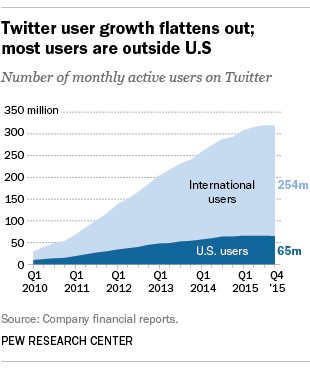 Twitter user growth flattens out;
most users are outside U.S
Number of monthly active users on Twitter
350 million
300
250
200
150
100
50
0
International
users
254m
U.S. users
65m
Q1 Q1 Q1 Q1 Q1 Q1 Q4
2010 2011 2012 2013 2014 2015 ’15
Source: Company financial reports.
PEW RESEARCH CENTER